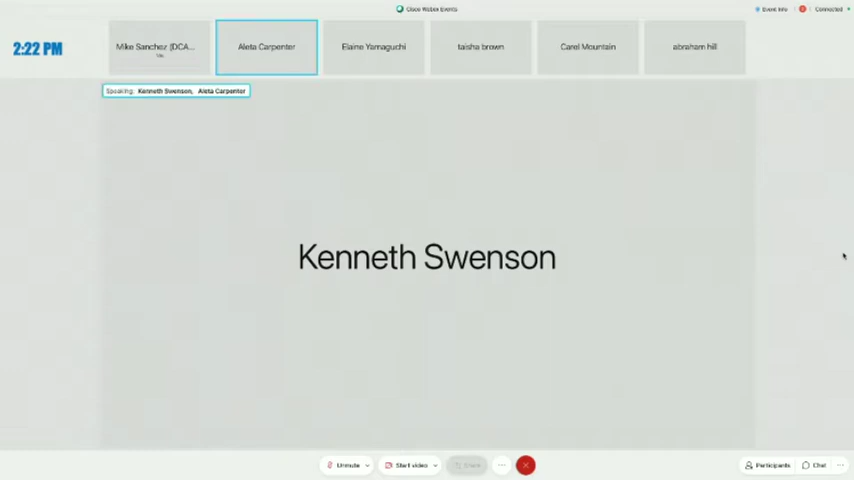 Cisco Webex Events
Event Info
Connected
2:22 PM
Mike Sanchez (DCA...
Me
Aleta Carpenter
Elaine Yamaguchi
taisha brown
Carel Mountain
abraham hill
Speaking: Kenneth Swenson, Aleta Carpenter
Kenneth Swenson
Unmute
Start video
Share
Participants
Chat